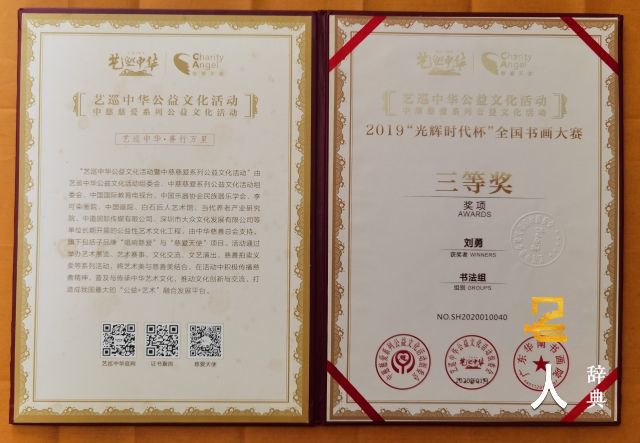 艺巡中华
Charity
Angel
慈爱天使
艺巡中华公益文化活动
中慈慈爱系列公益文化活动
艺巡中华·善行万里
“艺巡中华公益文化活动暨中慈慈爱系列公益文化活动”由
艺巡中华公益文化活动组委会、中慈慈爱系列公益文化活动组
委会、中国国际教育电视台、中国乐器协会民族器乐学会、李
可染画院、中国画院、白石后人艺术馆、当代养老产业研究
院、中道国际传媒有限公司、深圳市大众文化发展有限公司等
单位长期开展的公益性艺术文化工程，由中华慈善总会支持。
旗下包括子品牌“唱响慈爱”与“慈爱天使”项目。活动通过
举办艺术展览、艺术赛事、文化交流、文艺演出、慈善拍卖义
卖等系列活动，将艺术美与慈善美结合，在活动中积极传播慈
善精神，普及与传承中华艺术文化，推动文化创新与交流，打
造成我国最大的“公益+艺术”融合发展平台。
艺巡中华官网
证书查询
慈爱天使
艺巡中华
Charity
Angel
艺巡中华公益文化活动
中慈慈爱系列公益文化活动
2019“光辉时代杯”全国书画大赛
三等奖
奖项
AWARDS
刘勇
获奖者 WINNERS
书法组
组别 GROUPS
NO.SH2020010040
名人
辞典